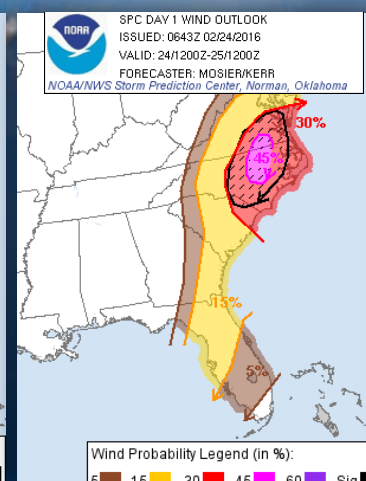 NOAA
SPC DAY 1 WIND OUTLOOK
ISSUED: 0643Z 02/24/2016
VALID: 24/1200Z-25/1200Z
FORECASTER: MOSIER/KERR
NOAA/NWS Storm Prediction Center, Norman, Oklahoma
30%
45%
15%
5%
Wind Probability Legend (in %):
5 15 30 45 60 Sig